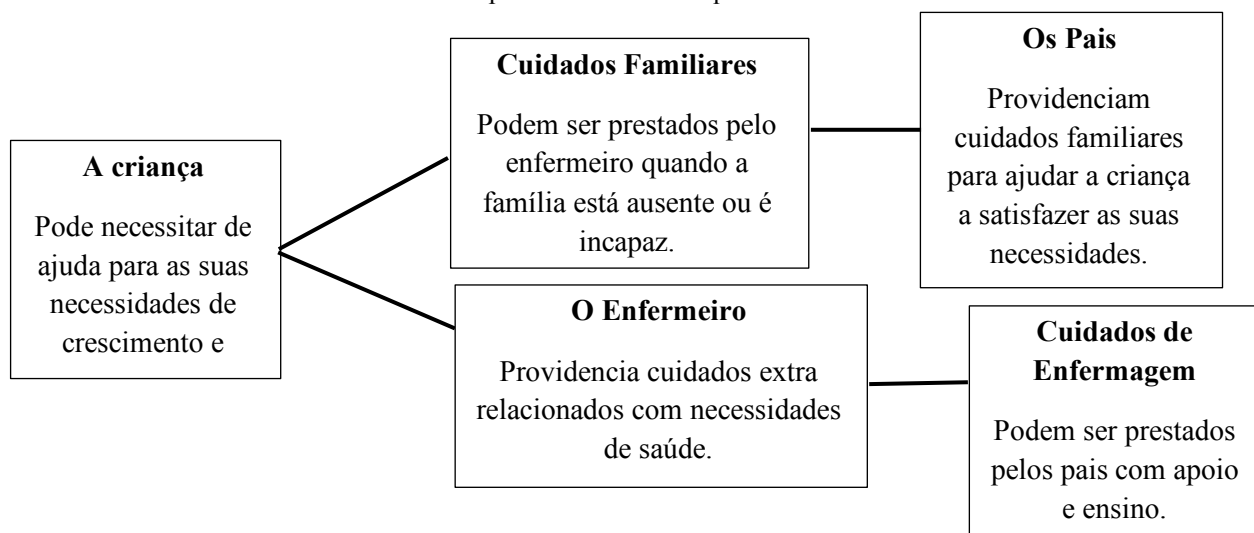 A criança
Pode necessitar de
ajuda para as suas
necessidades de
crescimento e
Cuidados Familiares
Podem ser prestados pelo
enfermeiro quando a
família está ausente ou é
incapaz.
Os Pais
Providenciam
cuidados familiares
para ajudar a criança
a satisfazer as suas
necessidades.
O Enfermeiro
Providencia cuidados extra
relacionados com necessidades
de saúde.
Cuidados de
Enfermagem
Podem ser prestados
pelos pais com apoio
e ensino.